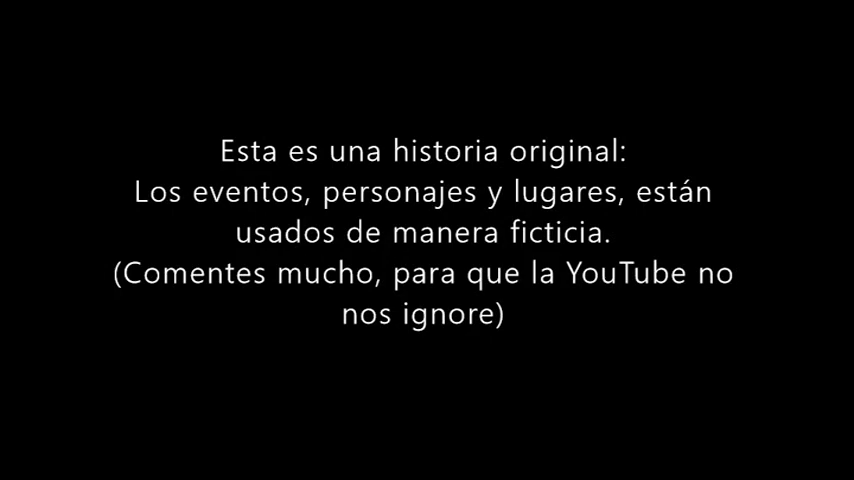 Esta es una historia original:
Los eventos, personajes y lugares, están
usados de manera ficticia.
(Comentes mucho, para que la YouTube no
nos ignore)